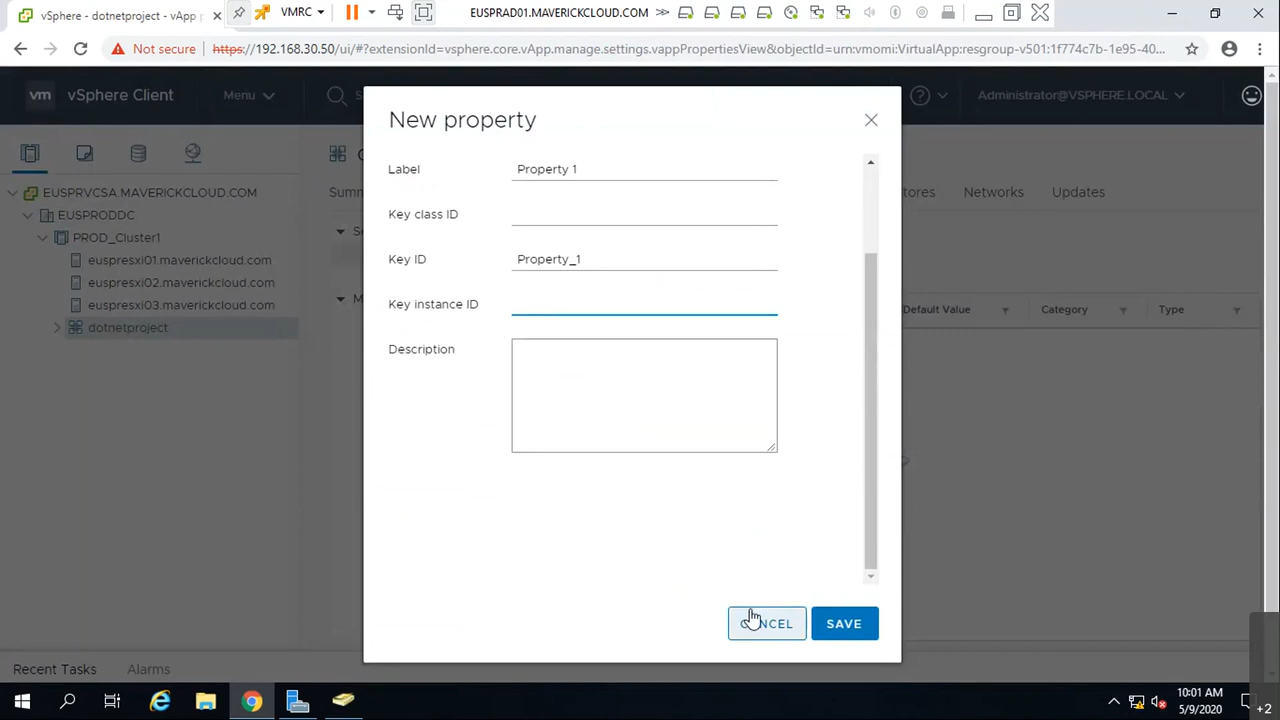 vSphere - dotnetproject - vApp p
VMRC
EUSPRAD01.MAVERICKCLOUD.COM
Not secure
https://192.168.30.50/ui/#?extensionId=vsphere.core.vApp.manage.settings.vappPropertiesView&objectId=urn:vmomi:VirtualApp:resgroup-v501:1f774c7b-1e95-40...
vm vSphere Client
Menu
Administrator@VSPHERE.LOCAL
New property
Label
Property 1
Key class ID
Key ID
Property_1
Key instance ID
Description
CANCEL
SAVE
EUSPRVCSA.MAVERICKCLOUD.COM
EUSPRODDC
PROD_Cluster1
euspresxi01.maverickcloud.com
euspresxi02.maverickcloud.com
euspresxi03.maverickcloud.com
dotnetproject
Networks
Updates
Default Value
Category
Type
Recent Tasks
Alarms
10:01 AM
5/9/2020
+2